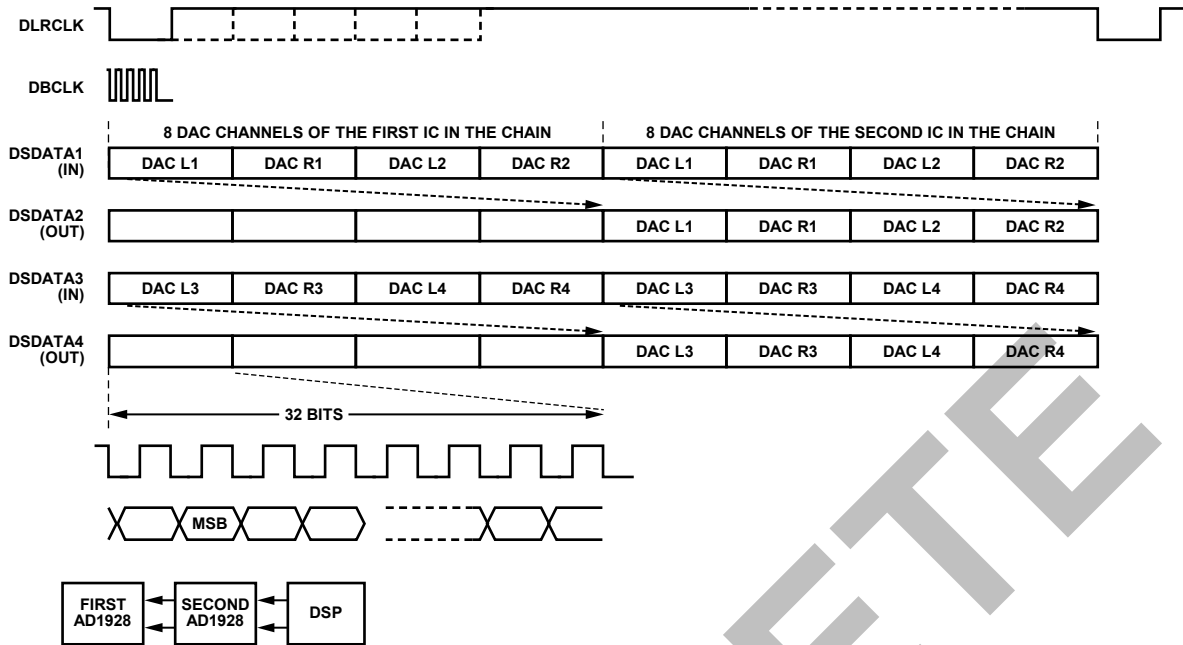 DLRCLK
DBCLK
8 DAC CHANNELS OF THE FIRST IC IN THE CHAIN 8 DAC CHANNELS OF THE SECOND IC IN THE CHAIN
DSDATA1
(IN)
DAC L1 DAC R1 DAC L2 DAC R2 DAC L1 DAC R1 DAC L2 DAC R2
DSDATA2
(OUT)
DAC L1 DAC R1 DAC L2 DAC R2
DSDATA3
(IN)
DAC L3 DAC R3 DAC L4 DAC R4 DAC L3 DAC R3 DAC L4 DAC R4
DSDATA4
(OUT)
DAC L3 DAC R3 DAC L4 DAC R4
32 BITS
MSB
FIRST
AD1928
SECOND
AD1928
DSP
ETE